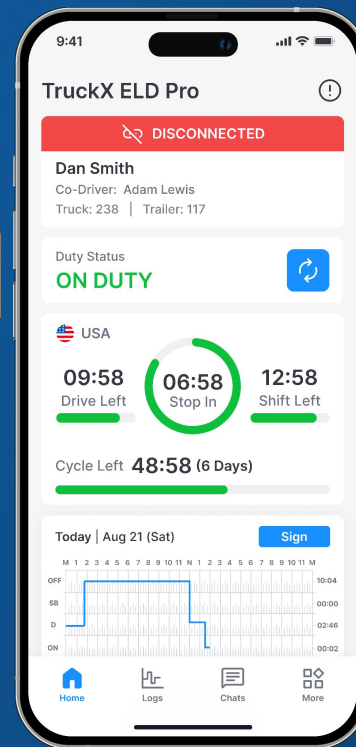 9:41
TruckX ELD Pro
DISCONNECTED
Dan Smith
Co-Driver: Adam Lewis
Truck: 238 | Trailer: 117
Duty Status
ON DUTY
USA
09:58 Drive Left
06:58 Stop In
12:58 Shift Left
Cycle Left 48:58 (6 Days)
Today | Aug 21 (Sat)
Sign
M 1 2 3 4 5 6 7 8 9 10 11 N 1 2 3 4 5 6 7 8 9 10 11 M
OFF 10:04
SB 00:00
D 02:46
ON 00:02
Home Logs Chats More